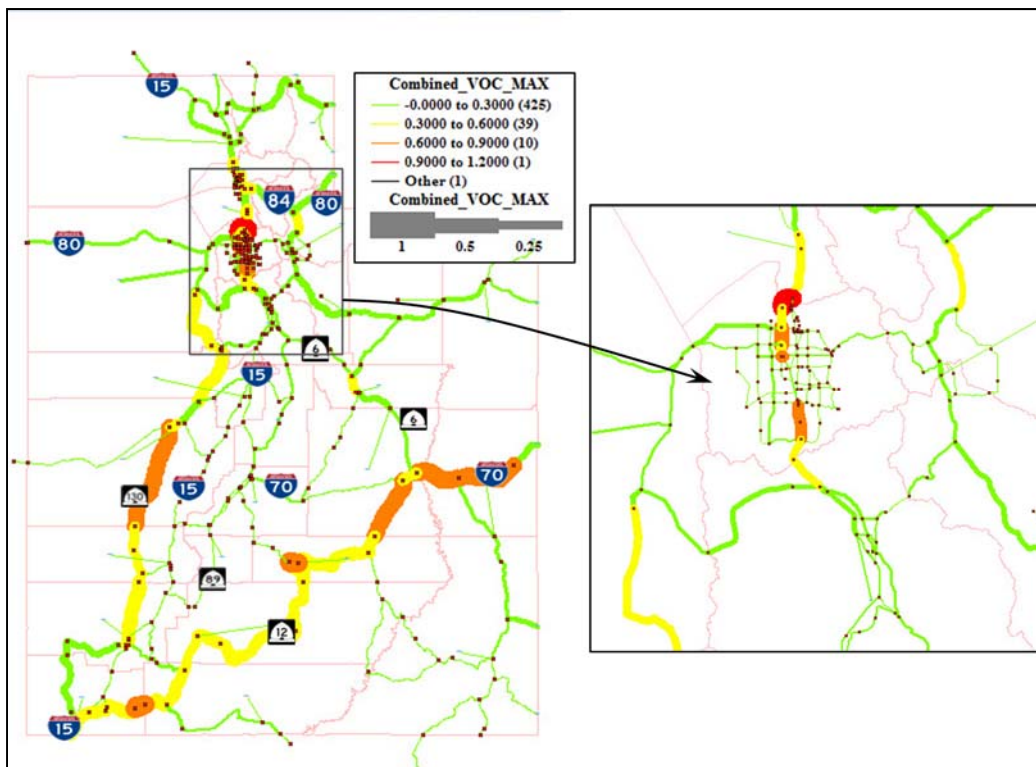 15
Combined_VOC_MAX
-0.0000 to 0.3000 (425)
0.3000 to 0.6000 (39)
0.6000 to 0.9000 (10)
0.9000 to 1.2000 (1)
Other (1)
Combined_VOC_MAX
1 0.5 0.25
84
80
80
6
15
6
130
15
70
70
89
12
15